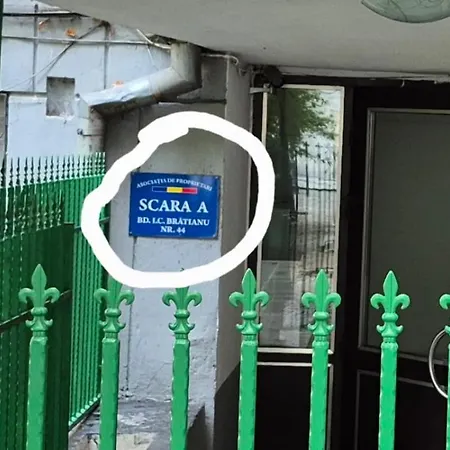 ASOCIAȚIA DE PROPRIETARI
SCARA A
BD. I.C. BRĂTIANU
NR. 44